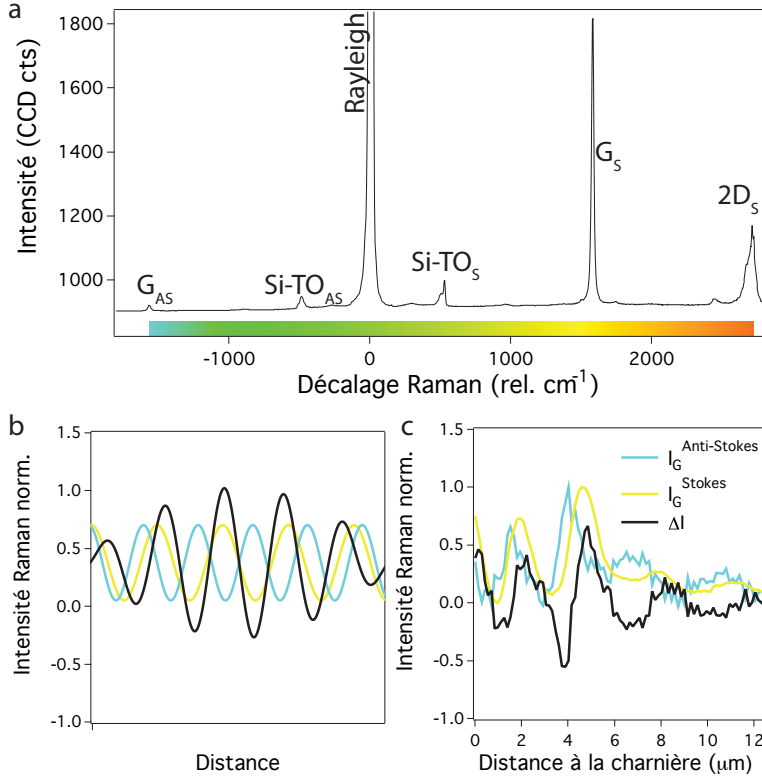 a
Intensité (CCD cts)
1800
1600
1400
1200
1000
Rayleigh
G_AS
Si-TO_AS
Si-TO_S
G_S
2D_S
-1000
0
1000
2000
Décalage Raman (rel. cm⁻¹)
b
Intensité Raman norm.
1.5
1.0
0.5
0.0
-0.5
-1.0
Distance
c
Intensité Raman norm.
1.5
1.0
0.5
0.0
-0.5
-1.0
I_G^Anti-Stokes
I_G^Stokes
ΔI
0
2
4
6
8
10
12
Distance à la charnière (μm)